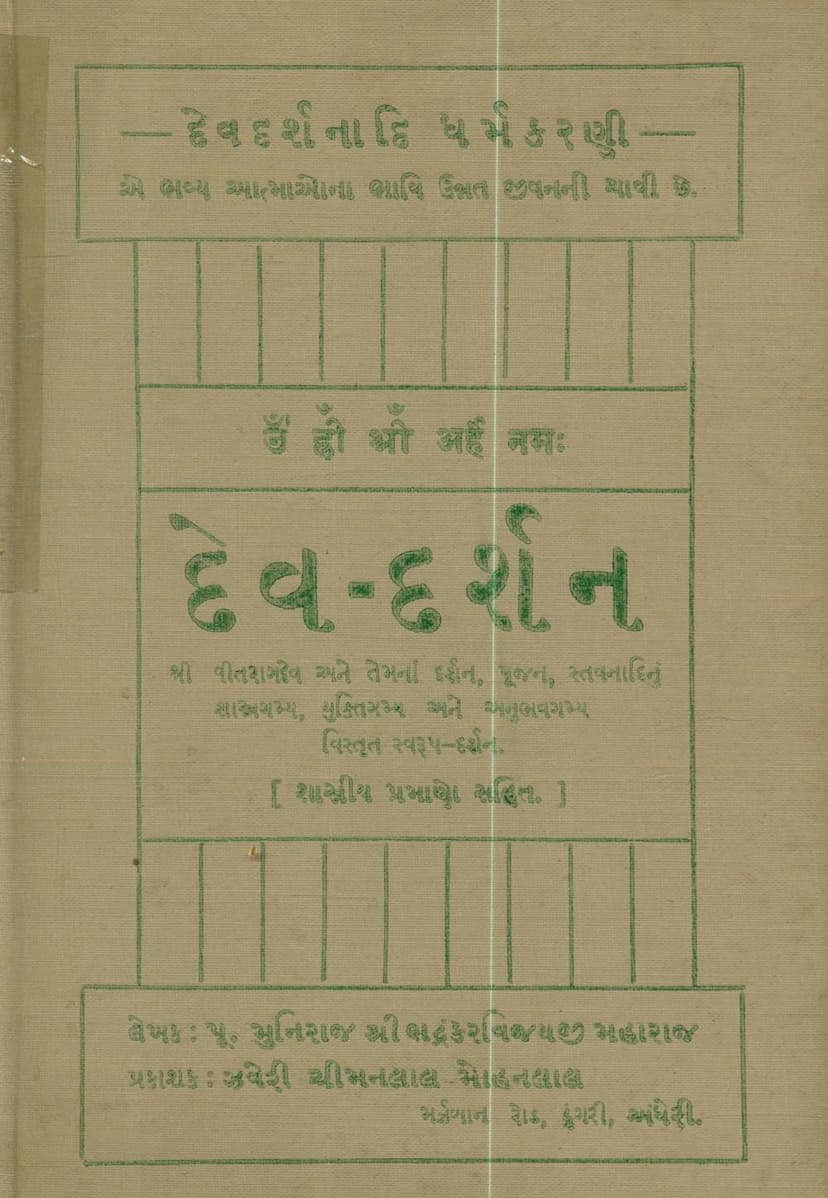 — દેવદર્શનાદિ ધર્મકરણી —
એ ભવ્ય આત્માઓના ભાવિ ઉન્નત જીવનની ચાવી છે.
ૐ ह्रीँ श्रीँ अर्हं नमः
દેવ-દર્શન
શ્રી વીતરાગદેવ અને તેમનાં દર્શન, પૂજન, સ્તવનાદિનું
શાસ્ત્રગમ્ય, યુક્તિગમ્ય અને અનુભવગમ્ય
વિસ્તૃત સ્વરૂપ-દર્શન.
[ શાસ્ત્રીય પ્રમાણો સહિત. ]
લેખક : પૂ. મુનિરાજ શ્રી ભદ્રંકરવિજયજી મહારાજ
પ્રકાશક : ઝવેરી ચીમનલાલ મોહનલાલ
રોડ, ડુંગરી, અંધેરી.